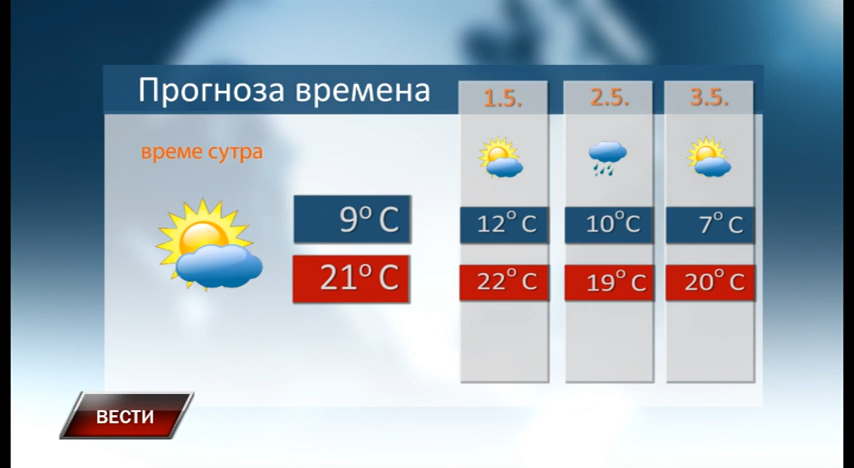 Прогноза времена
време сутра
9° C
21° C
1.5.
12° C
22° C
2.5.
10°C
19° C
3.5.
7° C
20° C
ВЕСТИ